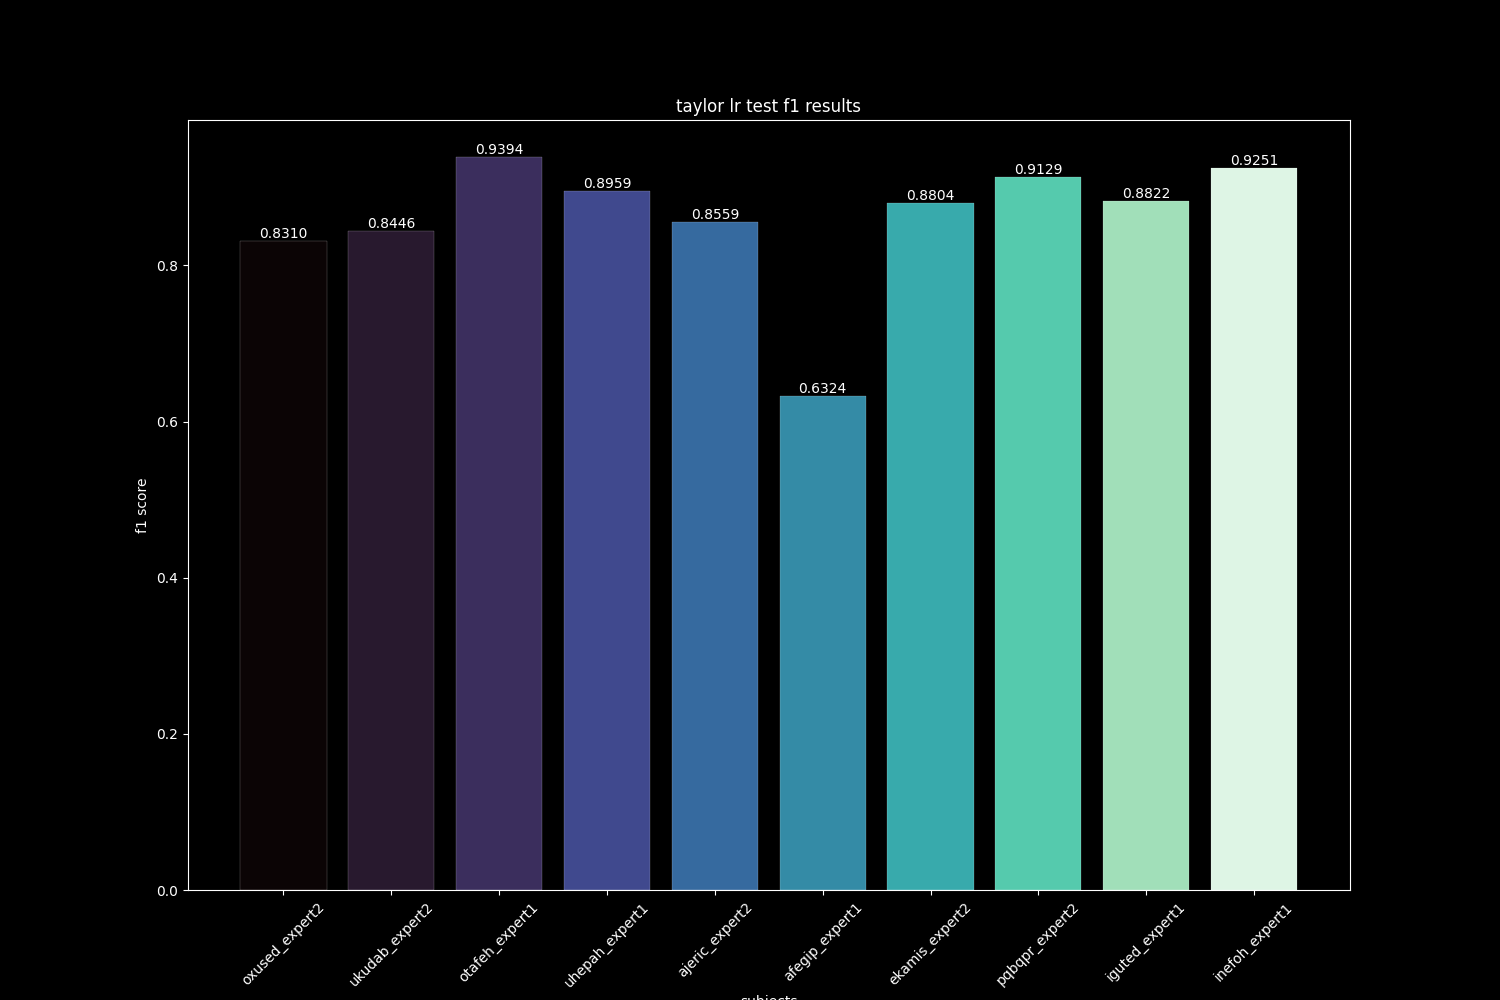 taylor lr test f1 results
0.9394
0.9251
0.9129
0.8959
0.8822
0.8804
0.8559
0.8446
0.8310
0.6324
0.8
0.6
0.4
0.2
0.0
f1 score
oxused_expert2
ukudab_expert2
otafeh_expert1
uhepah_expert1
ajeric_expert2
afegip_expert1
ekamis_expert2
pqbqpr_expert2
iguted_expert1
inefoh_expert1
subjects